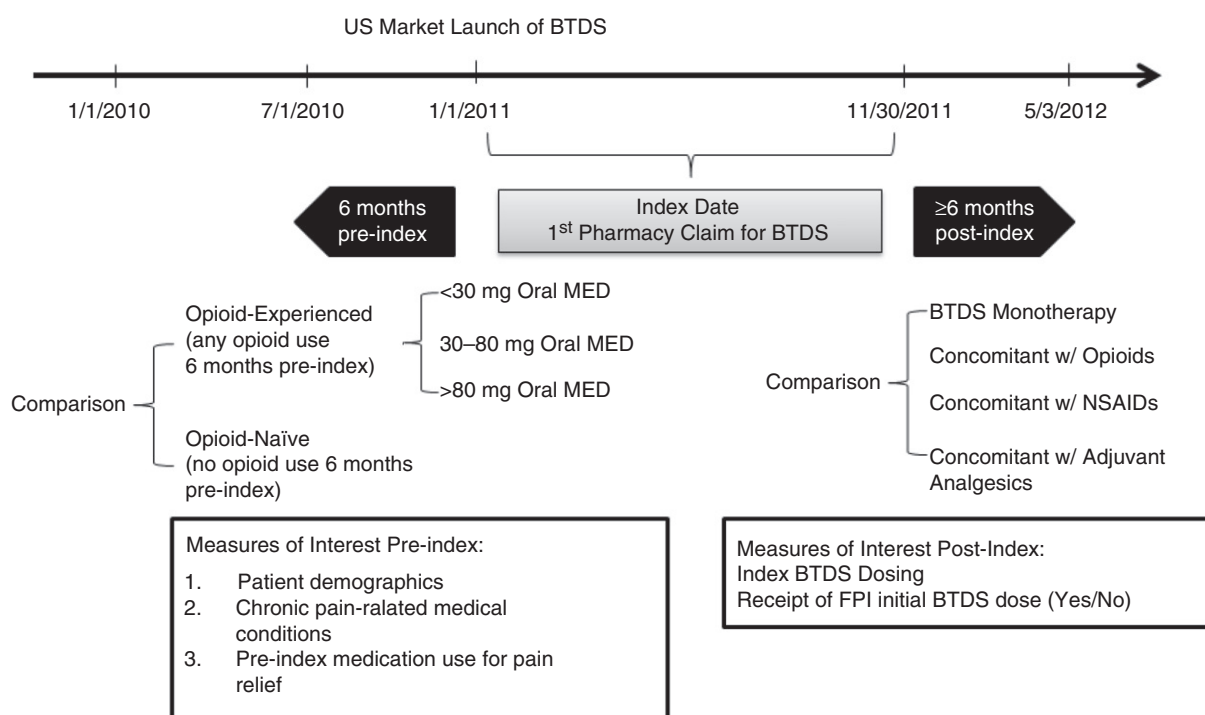 US Market Launch of BTDS
1/1/2010
7/1/2010
1/1/2011
11/30/2011
5/3/2012
6 months
pre-index
Index Date
1st Pharmacy Claim for BTDS
≥6 months
post-index
Comparison
Opioid-Experienced
(any opioid use
6 months pre-index)
<30 mg Oral MED
30–80 mg Oral MED
>80 mg Oral MED
Opioid-Naïve
(no opioid use 6 months
pre-index)
Comparison
BTDS Monotherapy
Concomitant w/ Opioids
Concomitant w/ NSAIDs
Concomitant w/ Adjuvant
Analgesics
Measures of Interest Pre-index:
1. Patient demographics
2. Chronic pain-ralated medical
conditions
3. Pre-index medication use for pain
relief
Measures of Interest Post-Index:
Index BTDS Dosing
Receipt of FPI initial BTDS dose (Yes/No)